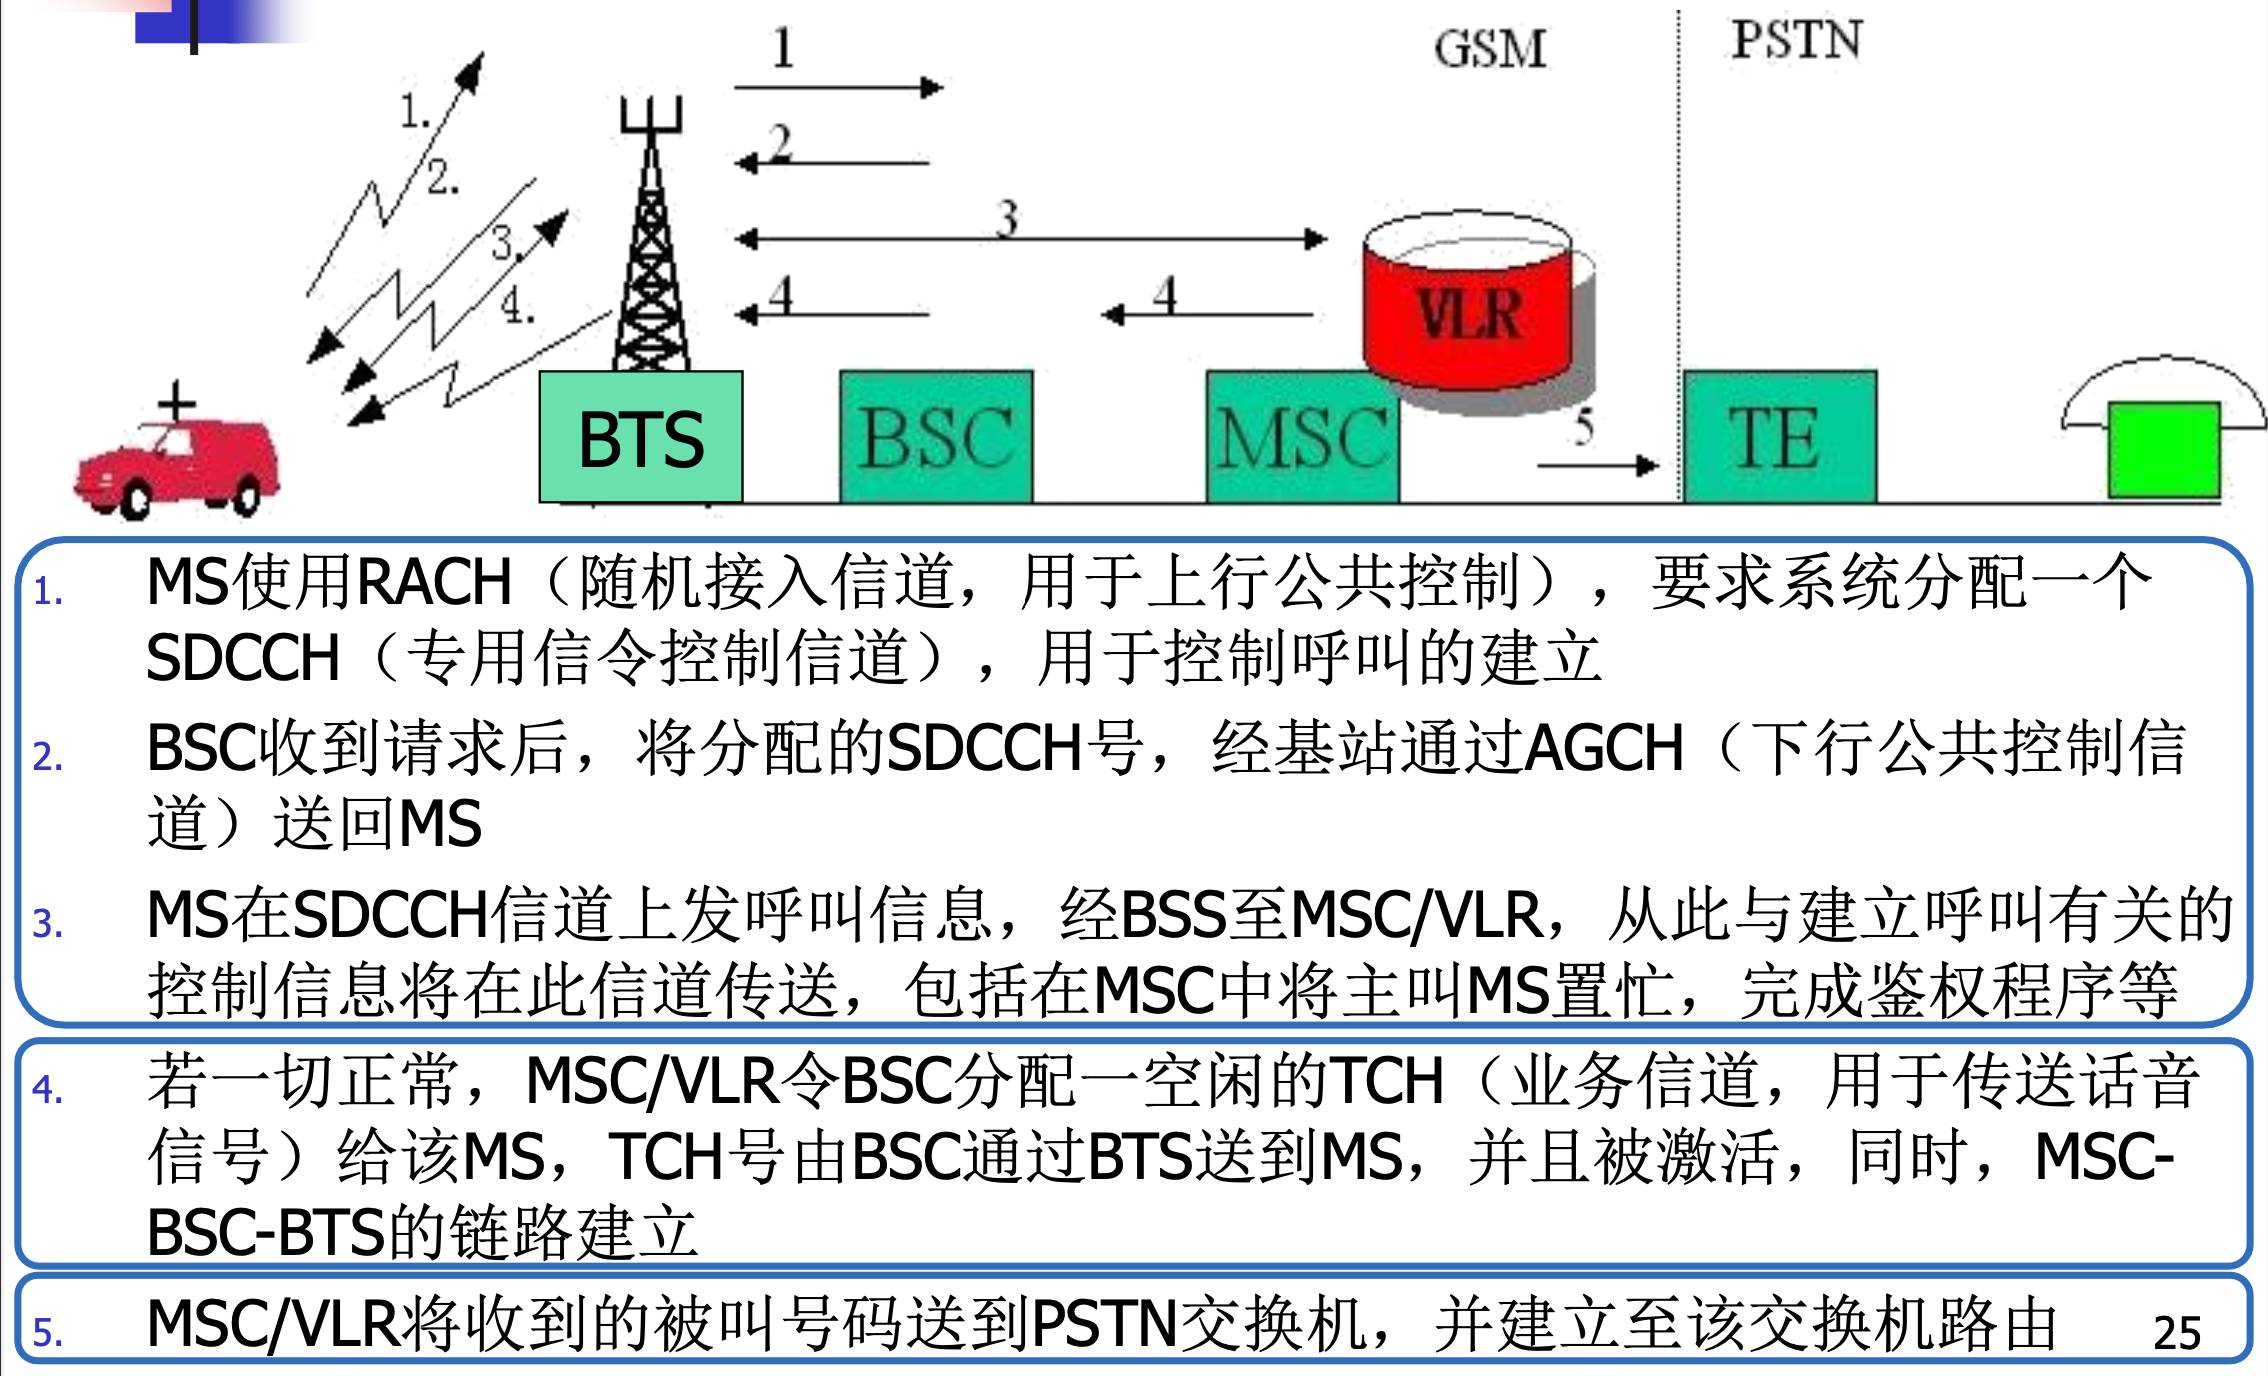 1
GSM
PSTN
1.
2
2.
3
3.
4
4
4.
VLR
BTS
BSC
MSC
5
TE
1. MS使用RACH（随机接入信道，用于上行公共控制），要求系统分配一个
SDCCH（专用信令控制信道），用于控制呼叫的建立
2. BSC收到请求后，将分配的SDCCH号，经基站通过AGCH（下行公共控制信
道）送回MS
3. MS在SDCCH信道上发呼叫信息，经BSS至MSC/VLR，从此与建立呼叫有关的
控制信息将在此信道传送，包括在MSC中将主叫MS置忙，完成鉴权程序等
4. 若一切正常，MSC/VLR令BSC分配一空闲的TCH（业务信道，用于传送话音
信号）给该MS，TCH号由BSC通过BTS送到MS，并且被激活，同时，MSC-
BSC-BTS的链路建立
5. MSC/VLR将收到的被叫号码送到PSTN交换机，并建立至该交换机路由
25